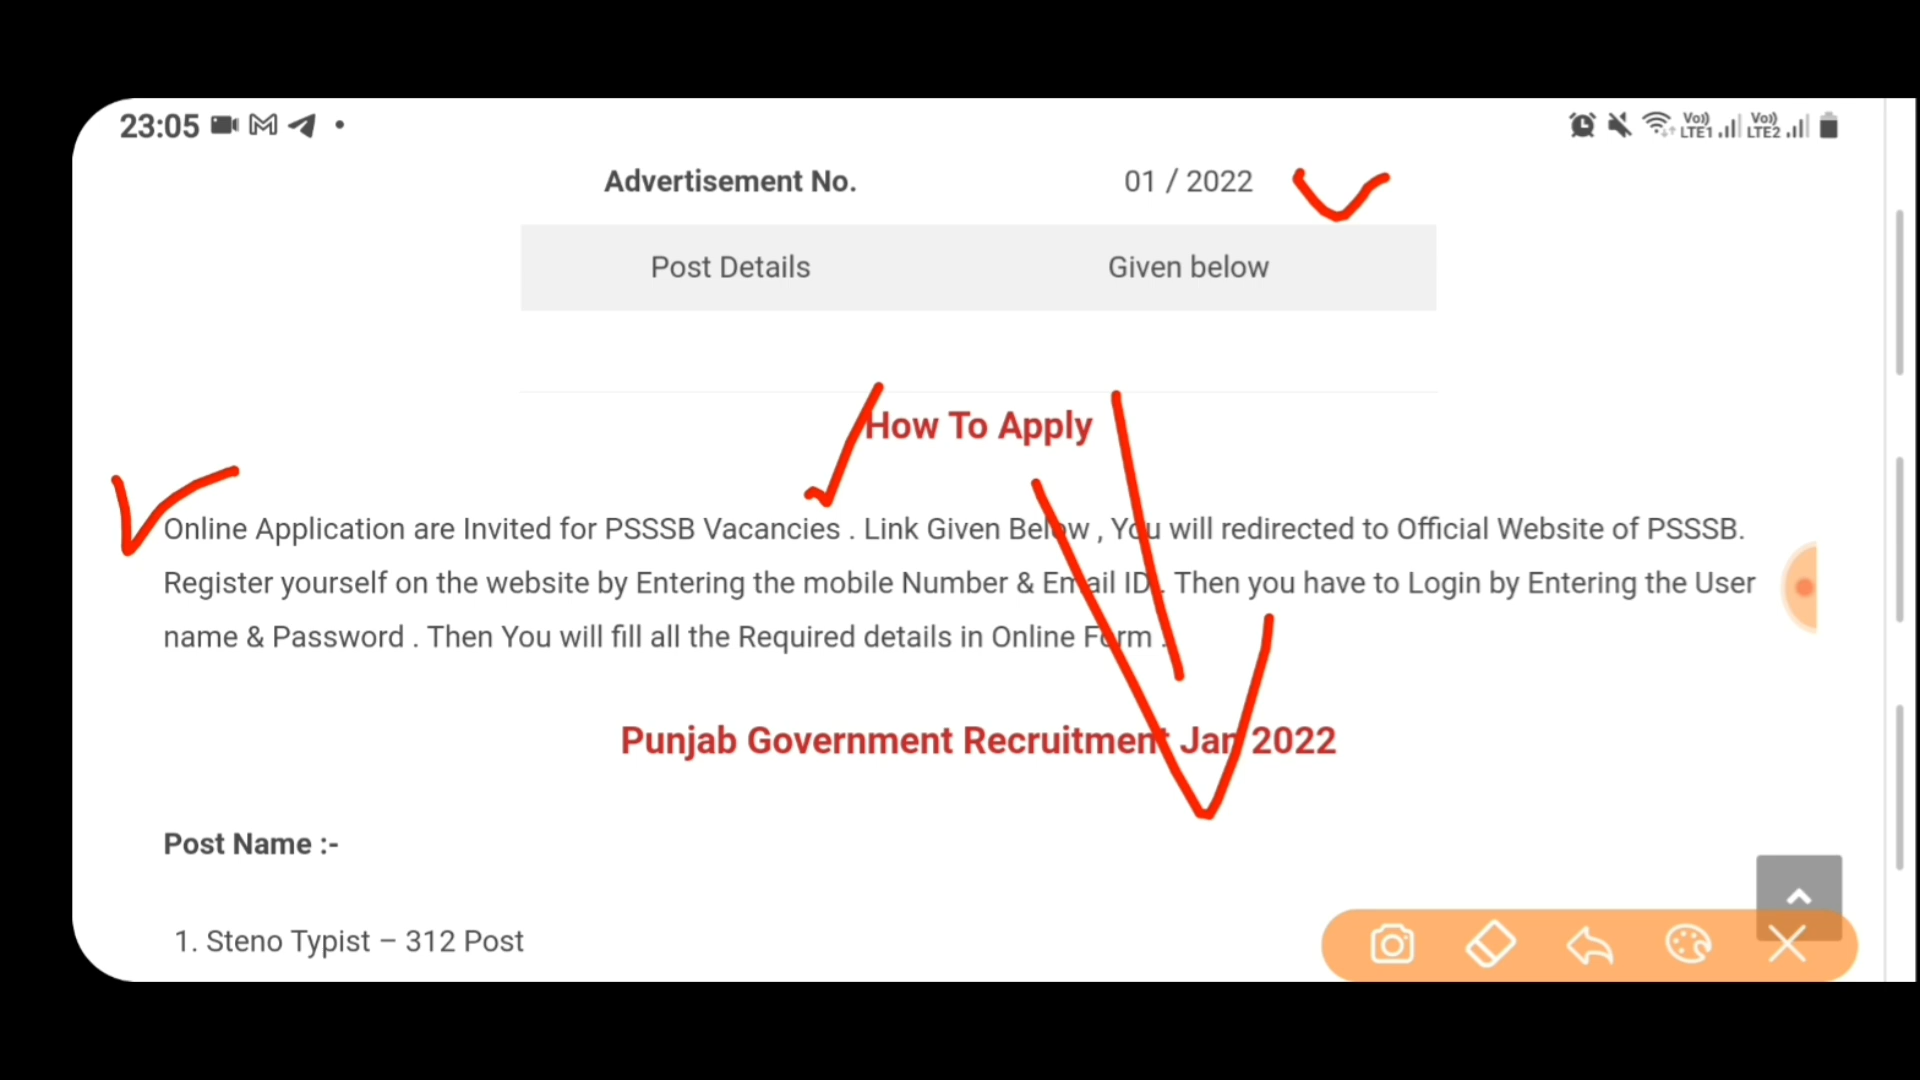 23:05
Vo) LTE1 Vo) LTE2
Advertisement No. 01 / 2022
Post Details Given below
How To Apply
Online Application are Invited for PSSSB Vacancies . Link Given Below , You will redirected to Official Website of PSSSB.
Register yourself on the website by Entering the mobile Number & Email ID . Then you have to Login by Entering the User
name & Password . Then You will fill all the Required details in Online Form .
Punjab Government Recruitment Jan 2022
Post Name :-
1. Steno Typist – 312 Post